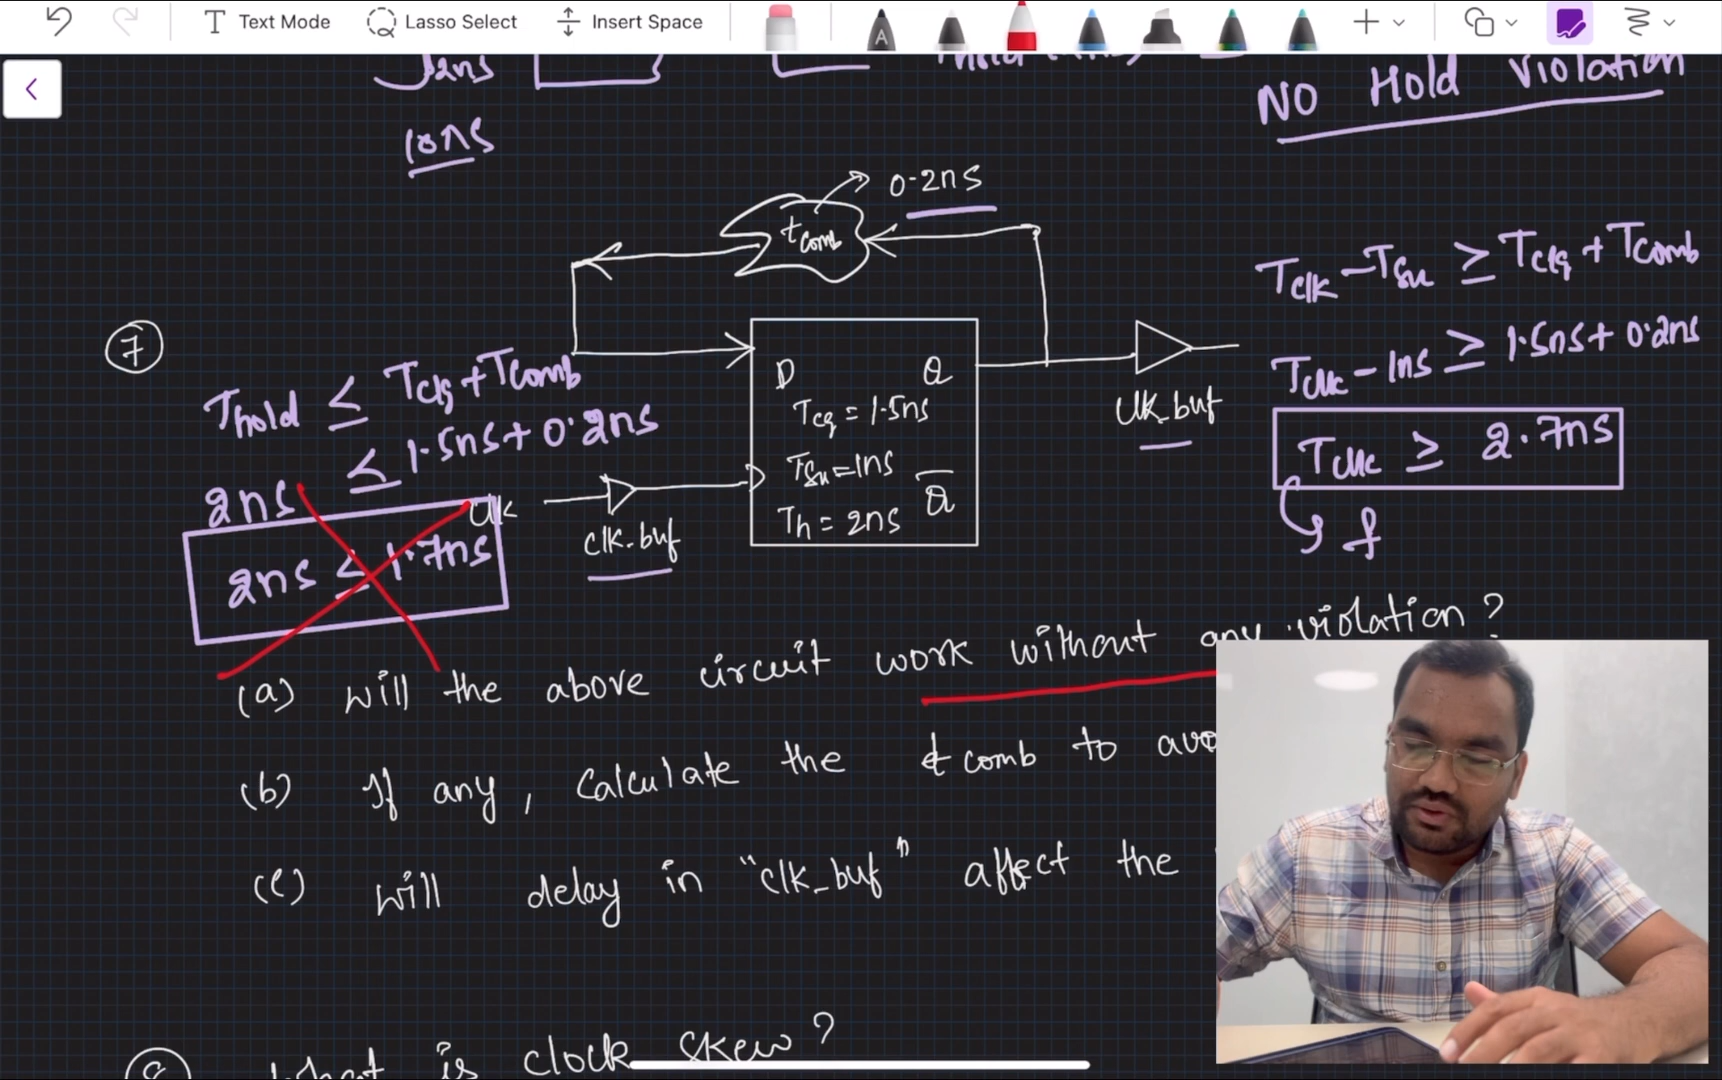 Text Mode
Lasso Select
Insert Space
A
NO Hold Violation
10ns
0.2ns
tcomb
Tclk - Tsu ≥ Tcq + Tcomb
Tclk - 1ns ≥ 1.5ns + 0.2ns
Tclk ≥ 2.7ns
f
7
Thold ≤ Tcq + Tcomb
2ns ≤ 1.5ns + 0.2ns
2ns ≤ 1.7ns
D Q
Tcq = 1.5ns
Tsu = 1ns
Th = 2ns Q
clk
clk_buf
clk_buf
(a) Will the above circuit work without any violation?
(b) If any, Calculate the tcomb to
(c) Will delay in "clk_buf" affect the
What is clock skew?